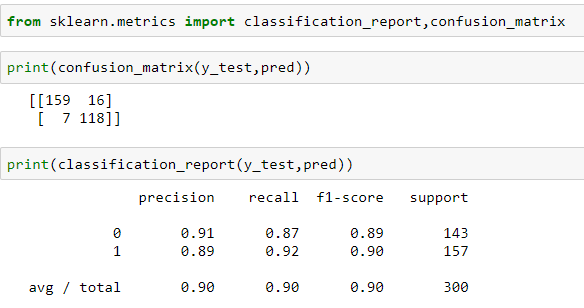 from sklearn.metrics import classification_report,confusion_matrix
print(confusion_matrix(y_test,pred))
[[159  16]
 [  7 118]]
print(classification_report(y_test,pred))
precision    recall  f1-score   support
0       0.91      0.87      0.89       143
1       0.89      0.92      0.90       157
avg / total       0.90      0.90      0.90       300